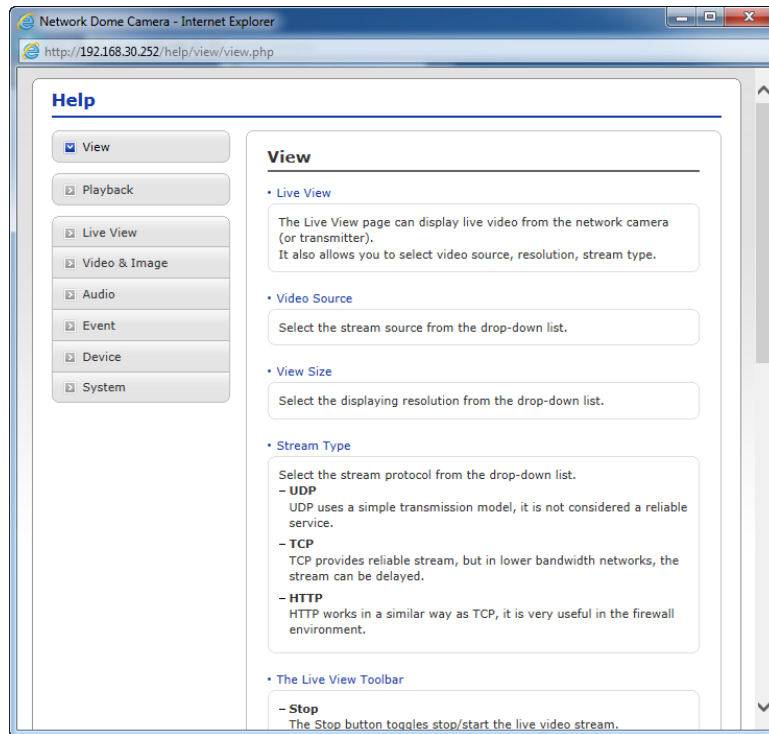 Network Dome Camera - Internet Explorer
http://192.168.30.252/help/view/view.php
Help
View
Playback
Live View
Video & Image
Audio
Event
Device
System
View
• Live View
The Live View page can display live video from the network camera
(or transmitter).
It also allows you to select video source, resolution, stream type.
• Video Source
Select the stream source from the drop-down list.
• View Size
Select the displaying resolution from the drop-down list.
• Stream Type
Select the stream protocol from the drop-down list.
– UDP
UDP uses a simple transmission model, it is not considered a reliable
service.
– TCP
TCP provides reliable stream, but in lower bandwidth networks, the
stream can be delayed.
– HTTP
HTTP works in a similar way as TCP, it is very useful in the firewall
environment.
• The Live View Toolbar
– Stop
The Stop button toggles stop/start the live video stream.